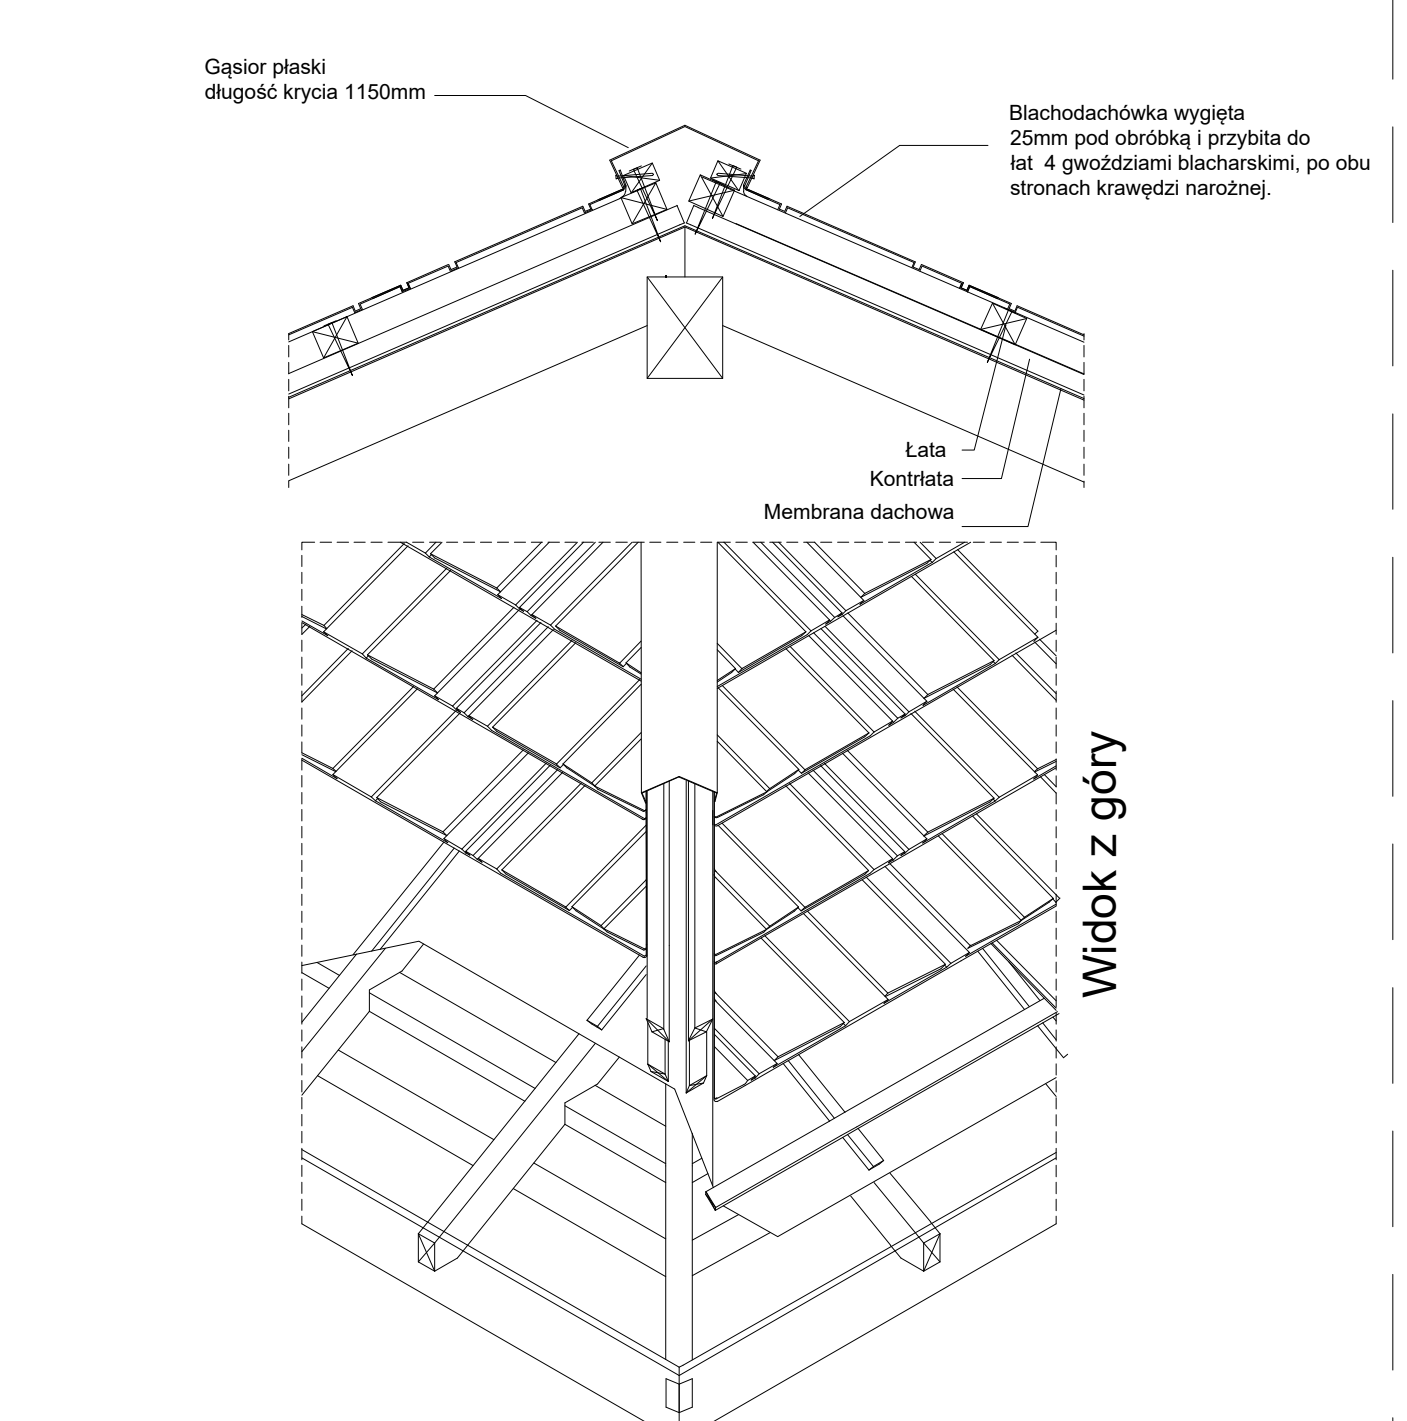 Gąsior płaski
długość krycia 1150mm
Blachodachówka wygięta
25mm pod obróbką i przybita do
łat 4 gwoździami blacharskimi, po obu
stronach krawędzi narożnej.
Łata
Kontrłata
Membrana dachowa
Widok z góry